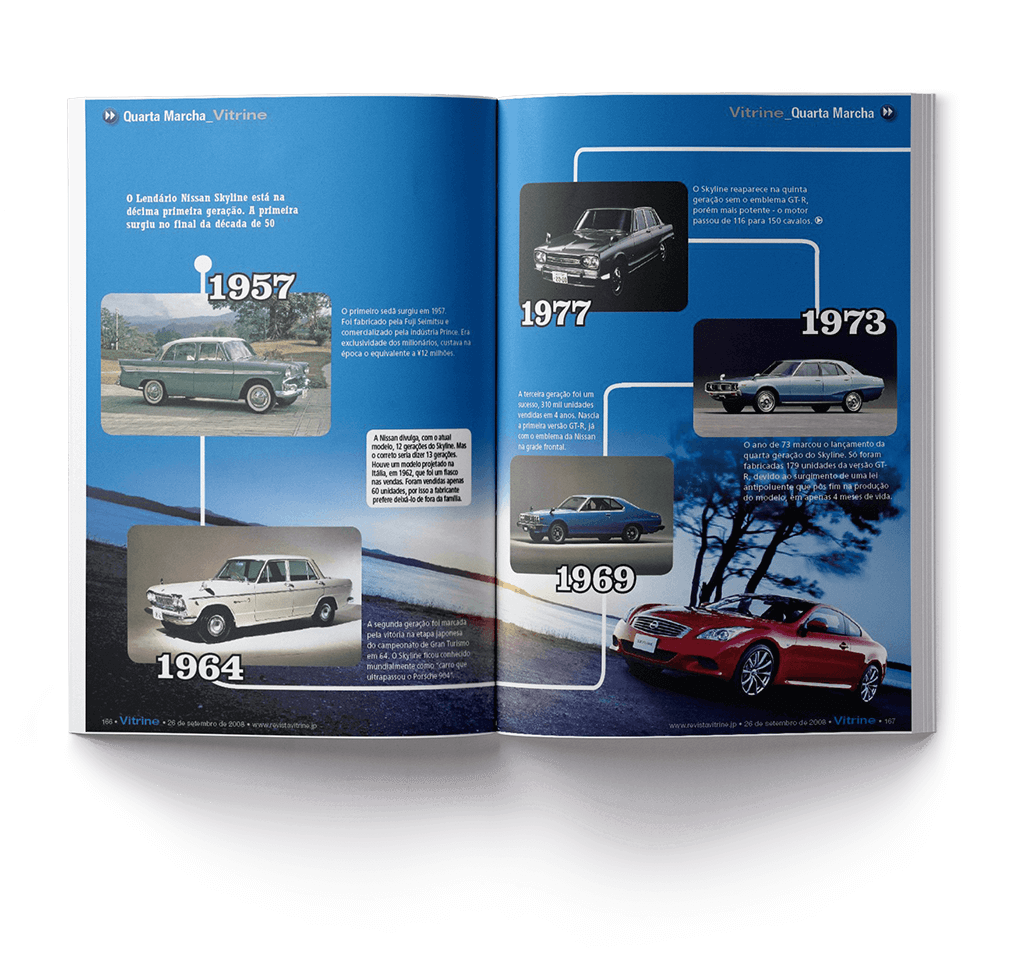 Quarta Marcha_Vitrine
O Lendário Nissan Skyline está na
décima primeira geração. A primeira
surgiu no final da década de 50
1957
O primeiro sedã surgiu em 1957.
Foi fabricado pela Fuji Seimitsu e
comercializado pela indústria Prince. Era
exclusividade dos milionários, custava na
época o equivalente a ¥12 milhões.
A Nissan divulga, com o atual
modelo, 12 gerações do Skyline. Mas
o correto seria dizer 13 gerações.
Houve um modelo projetado na
Itália, em 1962, que foi um fiasco
nas vendas. Foram vendidas apenas
60 unidades, por isso a fabricante
prefere deixá-lo de fora da família.
1964
A segunda geração foi marcada
pela vitória na etapa japonesa
do campeonato de Gran Turismo
em 64. O Skyline ficou conhecido
mundialmente como "carro que
ultrapassou o Porsche 904".
166 • Vitrine • 26 de setembro de 2008 • www.revistavitrine.jp
Vitrine_Quarta Marcha
O Skyline reaparece na quinta
geração sem o emblema GT-R,
porém mais potente - o motor
passou de 116 para 150 cavalos.
1977
1973
O ano de 73 marcou o lançamento da
quarta geração do Skyline. Só foram
fabricadas 179 unidades da versão GT-
R, devido ao surgimento de uma lei
antipoluente que pôs fim na produção
do modelo, em apenas 4 meses de vida.
A terceira geração foi um
sucesso, 310 mil unidades
vendidas em 4 anos. Nascia
a primeira versão GT-R, já
com o emblema da Nissan
na grade frontal.
1969
www.revistavitrine.jp • 26 de setembro de 2008 • Vitrine • 167